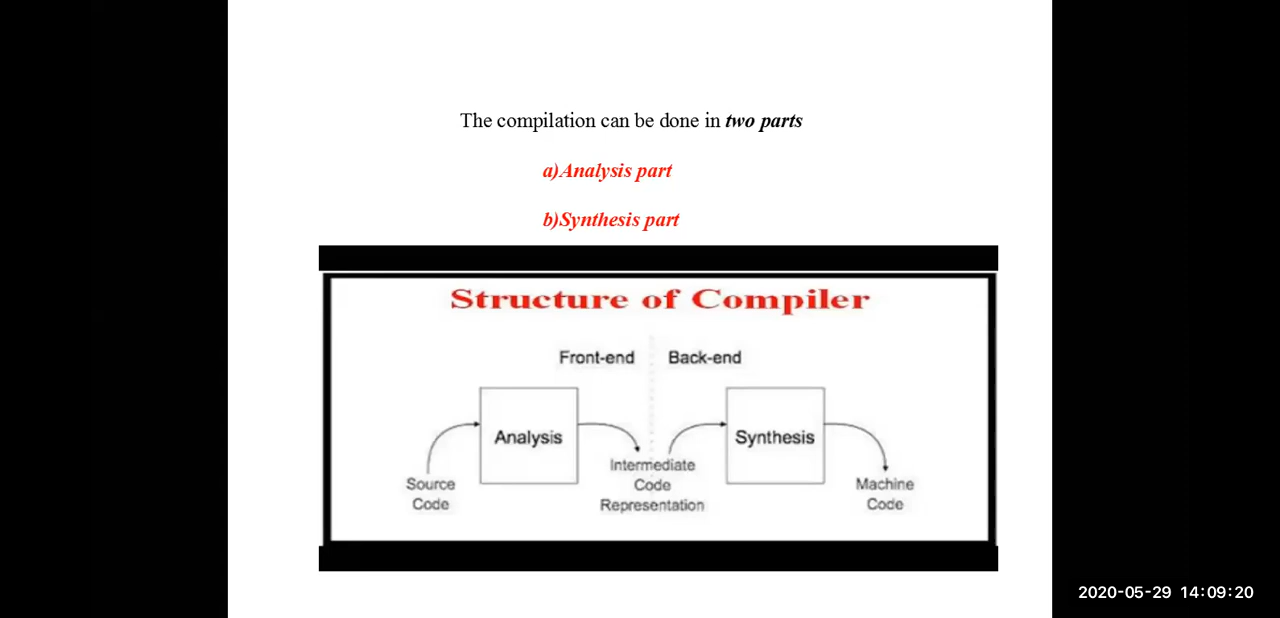 The compilation can be done in two parts
a)Analysis part
b)Synthesis part
Structure of Compiler
Front-end
Back-end
Analysis
Synthesis
Source
Code
Intermediate
Code
Representation
Machine
Code
2020-05-29 14:09:20